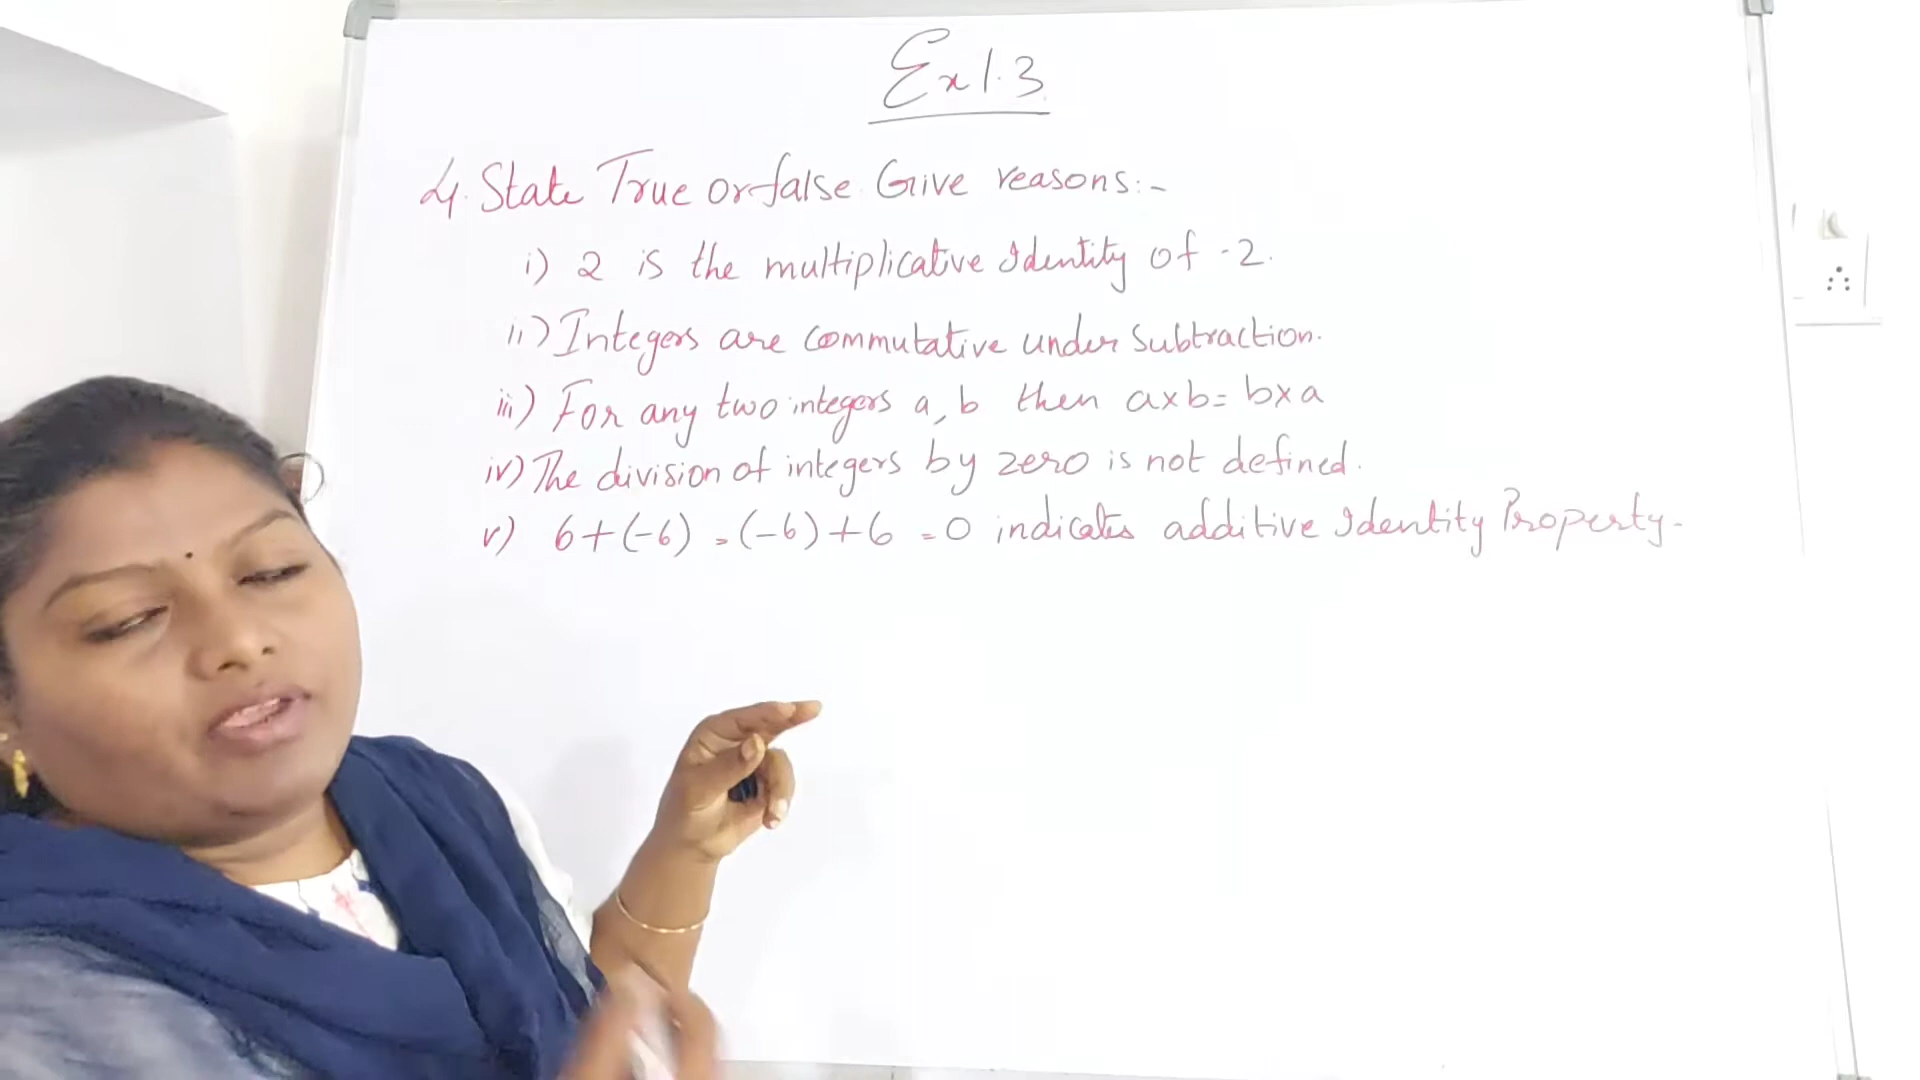 Ex 1.3
4. State True or false. Give reasons:-
i) 2 is the multiplicative Identity of -2.
ii) Integers are commutative under Subtraction.
iii) For any two integers a, b then a×b = b×a
iv) The division of integers by zero is not defined.
v) 6+(-6) = (-6)+6 = 0 indicates additive Identity Property-